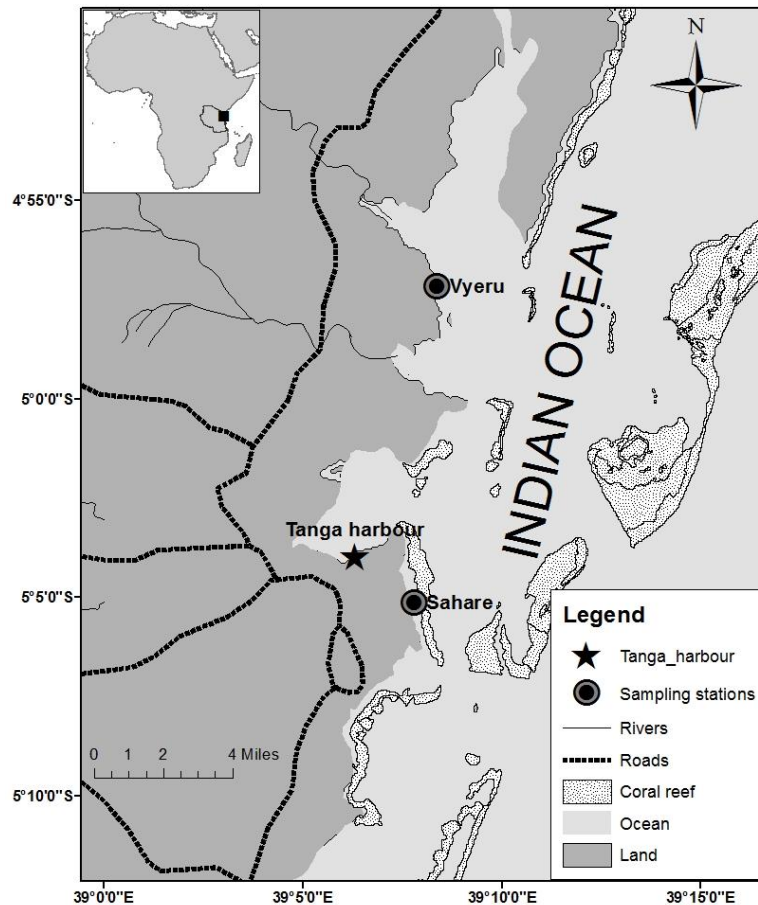 N
4°55'0"S
Vyeru
INDIAN OCEAN
5°0'0"S
Tanga harbour
5°5'0"S
Sahare
Legend
Tanga_harbour
Sampling stations
Rivers
Roads
Coral reef
Ocean
Land
0 1 2 4 Miles
5°10'0"S
39°0'0"E 39°5'0"E 39°10'0"E 39°15'0"E